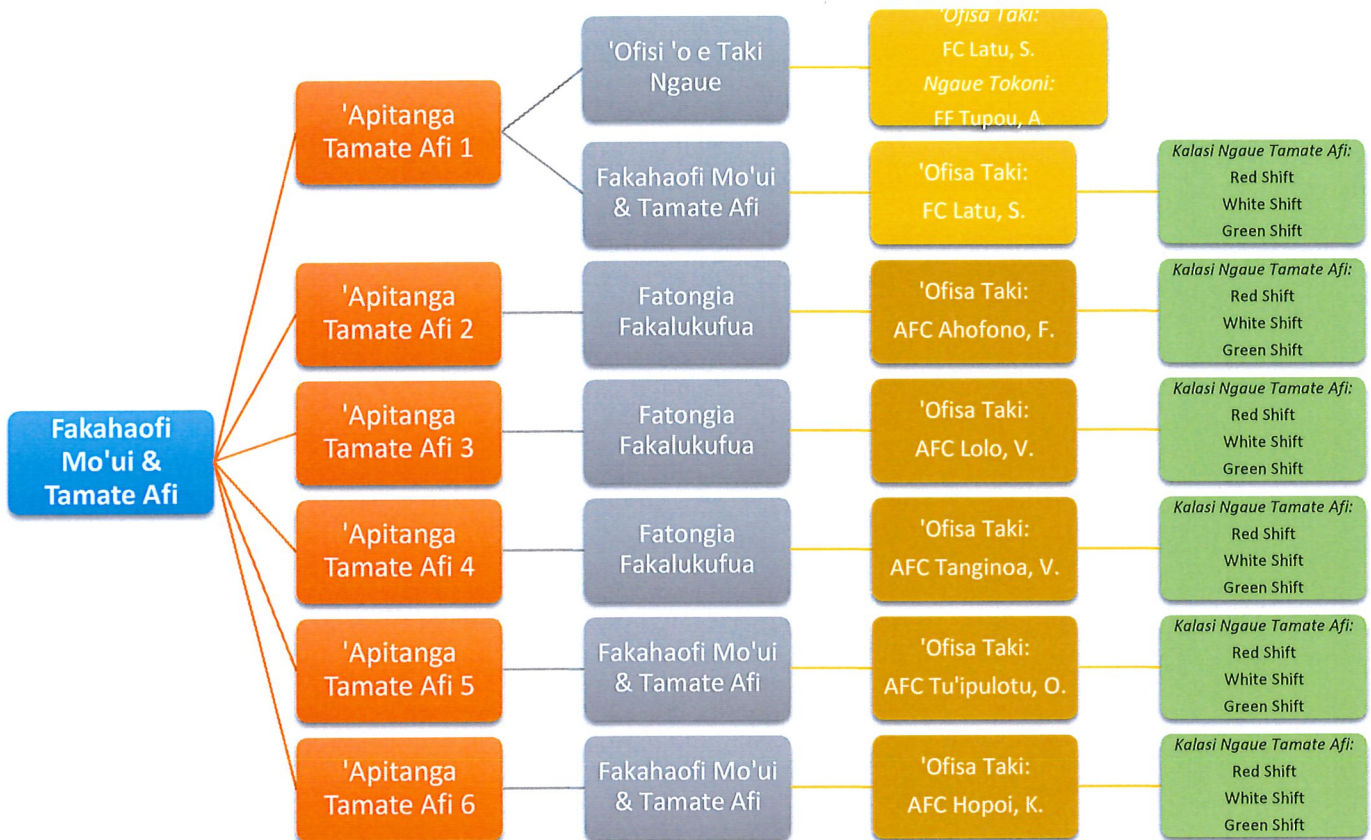 Fakahaofi
Mo'ui &
Tamate Afi
'Apitanga
Tamate Afi 1
'Ofisi 'o e Taki
Ngaue
'Ofisa Taki:
FC Latu, S.
Ngaue Tokoni:
FF Tupou, A.
Fakahaofi Mo'ui
& Tamate Afi
'Ofisa Taki:
FC Latu, S.
Kalasi Ngaue Tamate Afi:
Red Shift
White Shift
Green Shift
'Apitanga
Tamate Afi 2
Fatongia
Fakalukufua
'Ofisa Taki:
AFC Ahofono, F.
Kalasi Ngaue Tamate Afi:
Red Shift
White Shift
Green Shift
'Apitanga
Tamate Afi 3
Fatongia
Fakalukufua
'Ofisa Taki:
AFC Lolo, V.
Kalasi Ngaue Tamate Afi:
Red Shift
White Shift
Green Shift
'Apitanga
Tamate Afi 4
Fatongia
Fakalukufua
'Ofisa Taki:
AFC Tanginoa, V.
Kalasi Ngaue Tamate Afi:
Red Shift
White Shift
Green Shift
'Apitanga
Tamate Afi 5
Fakahaofi Mo'ui
& Tamate Afi
'Ofisa Taki:
AFC Tu'ipulotu, O.
Kalasi Ngaue Tamate Afi:
Red Shift
White Shift
Green Shift
'Apitanga
Tamate Afi 6
Fakahaofi Mo'ui
& Tamate Afi
'Ofisa Taki:
AFC Hopoi, K.
Kalasi Ngaue Tamate Afi:
Red Shift
White Shift
Green Shift